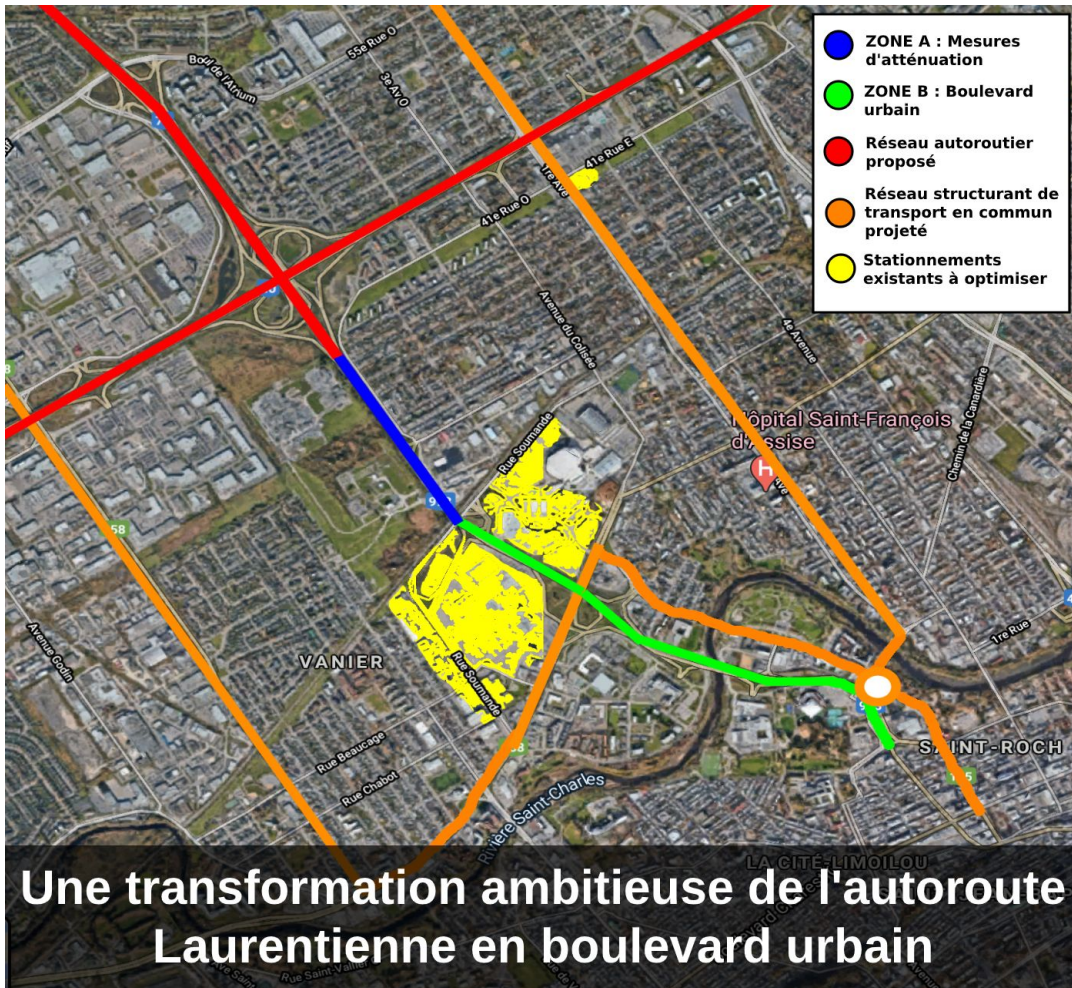 ZONE A : Mesures
d'atténuation
ZONE B : Boulevard
urbain
Réseau autoroutier
proposé
Réseau structurant de
transport en commun
projeté
Stationnements
existants à optimiser
55e Rue O
Boul de l'Atrium
3e Av O
41e Rue E
1re Ave
41e Rue O
Avenue du Colisée
4e Avenue
Chemin de la Canardière
Hôpital Saint-François
d'Assise
H
Rue Soumande
58
Avenue Godin
VANIER
Rue Soumande
1re Rue
SAINT-ROCH
Rue Beaucage
Rue Chabot
Rivière Saint-Charles
LA CITÉ-LIMOILOU
Une transformation ambitieuse de l'autoroute
Laurentienne en boulevard urbain